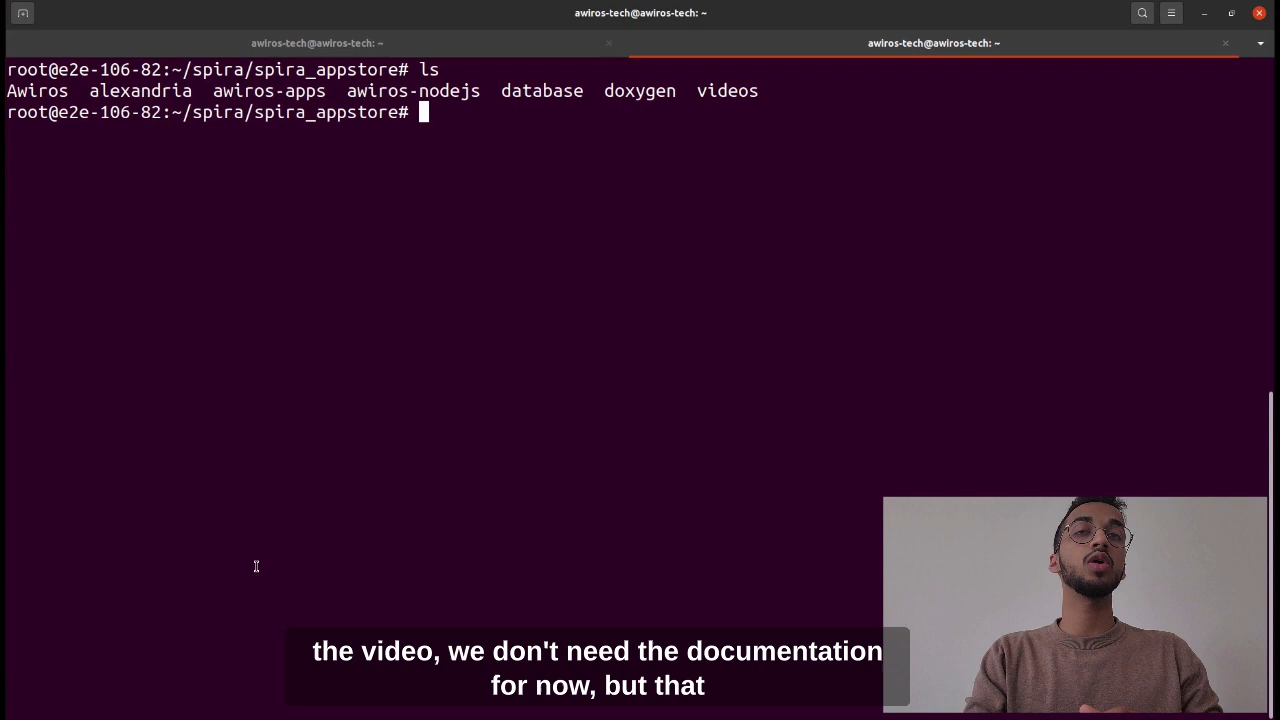 awiros-tech@awiros-tech: ~
awiros-tech@awiros-tech: ~
awiros-tech@awiros-tech: ~
root@e2e-106-82:~/spira/spira_appstore# ls
Awiros  alexandria  awiros-apps  awiros-nodejs  database  doxygen  videos
root@e2e-106-82:~/spira/spira_appstore#
the video, we don't need the documentation
for now, but that